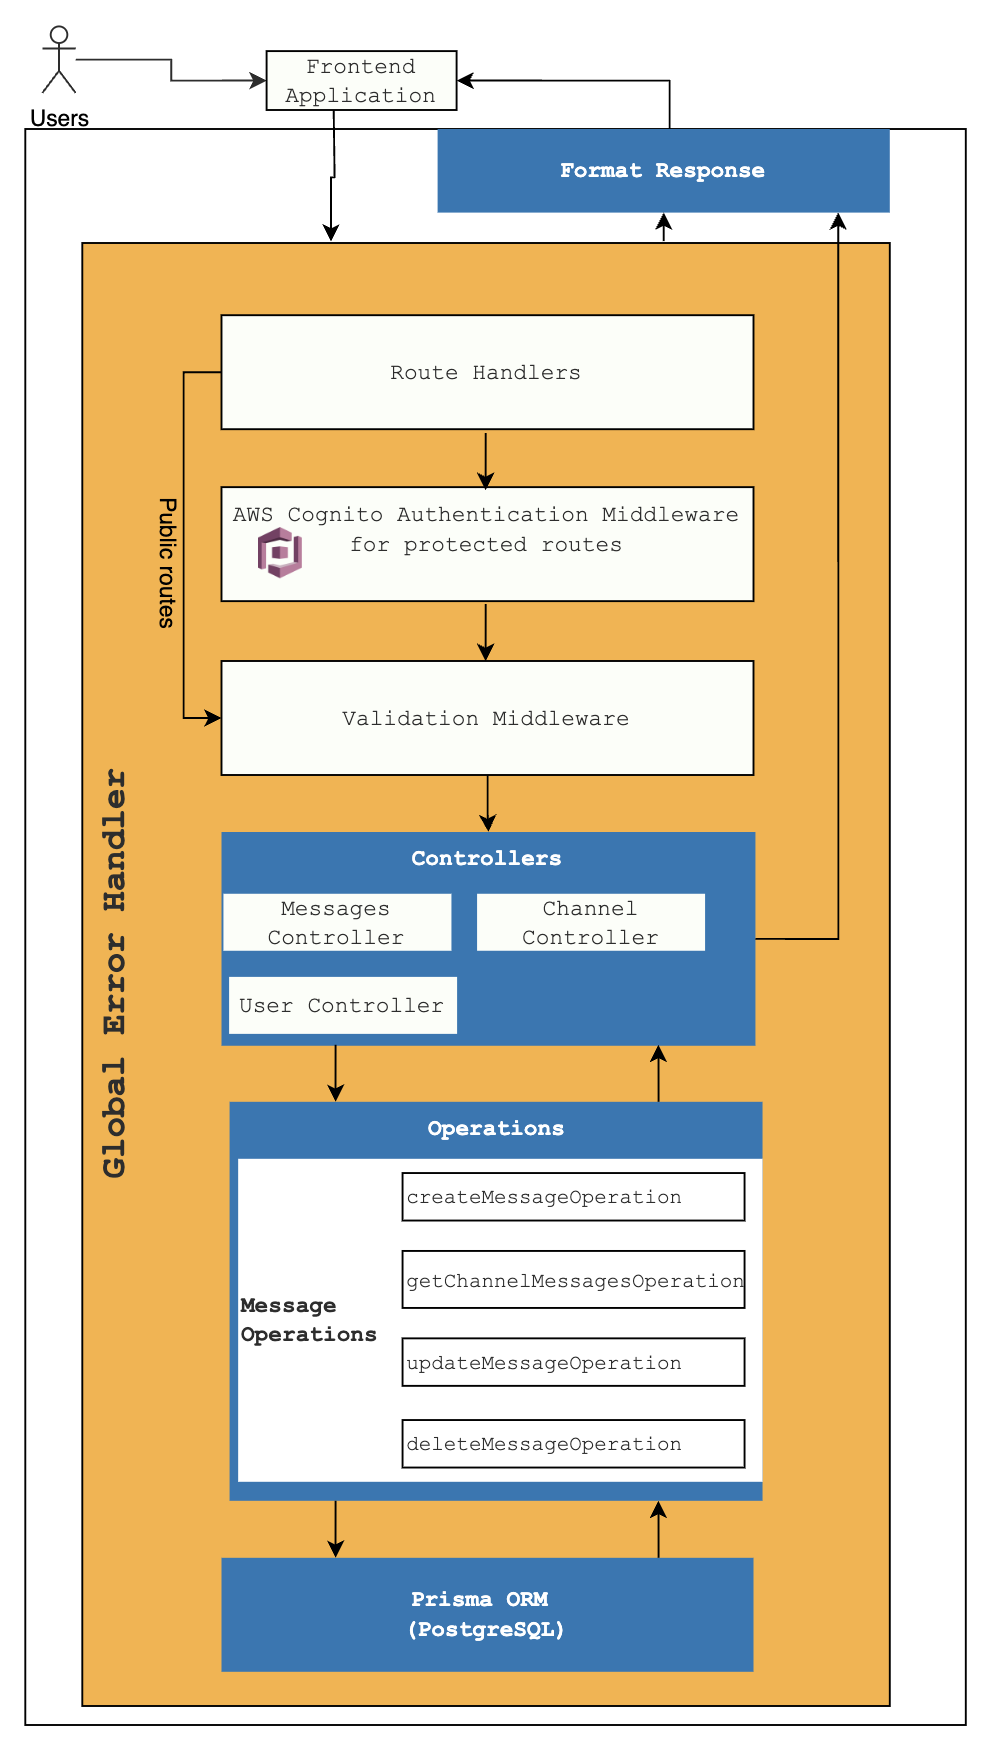 Users
Frontend
Application
Format Response
Route Handlers
AWS Cognito Authentication Middleware
for protected routes
Public routes
Validation Middleware
Global Error Handler
Controllers
Messages
Controller
Channel
Controller
User Controller
Operations
Message
Operations
createMessageOperation
getChannelMessagesOperation
updateMessageOperation
deleteMessageOperation
Prisma ORM
(PostgreSQL)